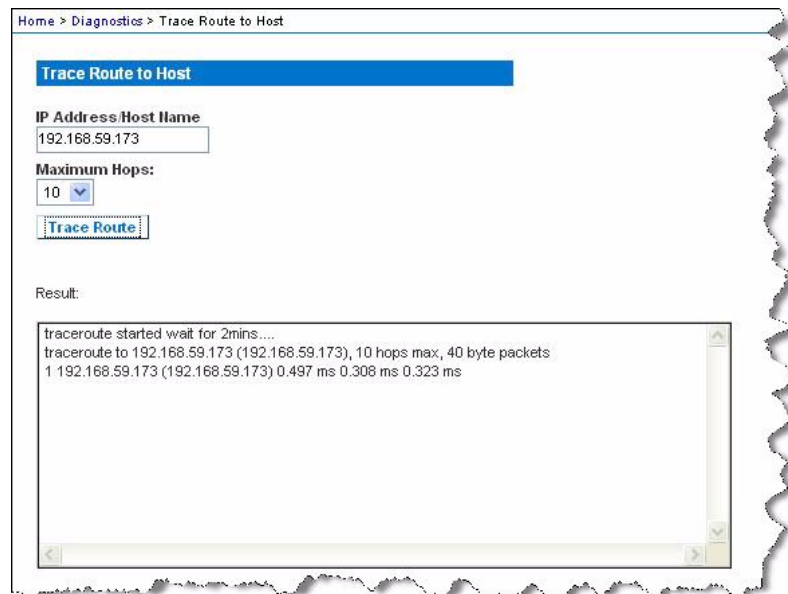 Home > Diagnostics > Trace Route to Host
Trace Route to Host
IP Address/Host Name
192.168.59.173
Maximum Hops:
10
Trace Route
Result:
traceroute started wait for 2mins....
traceroute to 192.168.59.173 (192.168.59.173), 10 hops max, 40 byte packets
1 192.168.59.173 (192.168.59.173) 0.497 ms 0.308 ms 0.323 ms